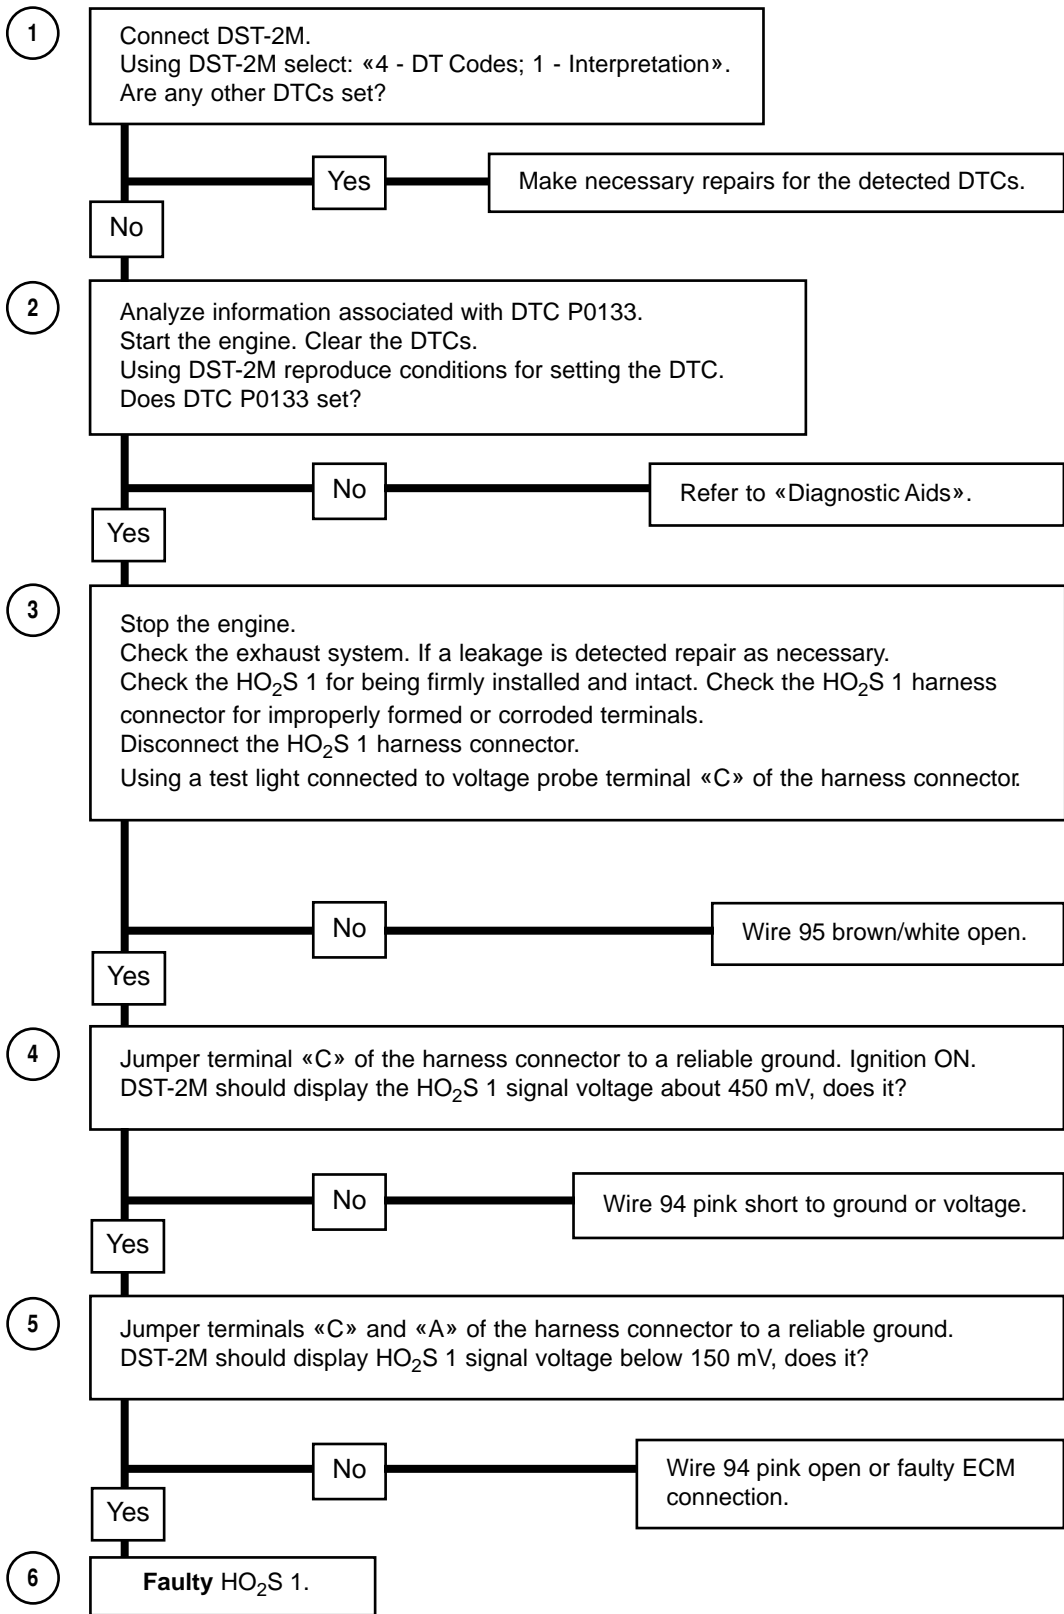 1
Connect DST-2M.
Using DST-2M select: «4 - DT Codes; 1 - Interpretation».
Are any other DTCs set?
Yes
Make necessary repairs for the detected DTCs.
No
2
Analyze information associated with DTC P0133.
Start the engine. Clear the DTCs.
Using DST-2M reproduce conditions for setting the DTC.
Does DTC P0133 set?
No
Refer to «Diagnostic Aids».
Yes
3
Stop the engine.
Check the exhaust system. If a leakage is detected repair as necessary.
Check the HO₂S 1 for being firmly installed and intact. Check the HO₂S 1 harness
connector for improperly formed or corroded terminals.
Disconnect the HO₂S 1 harness connector.
Using a test light connected to voltage probe terminal «C» of the harness connector.
No
Wire 95 brown/white open.
Yes
4
Jumper terminal «C» of the harness connector to a reliable ground. Ignition ON.
DST-2M should display the HO₂S 1 signal voltage about 450 mV, does it?
No
Wire 94 pink short to ground or voltage.
Yes
5
Jumper terminals «C» and «A» of the harness connector to a reliable ground.
DST-2M should display HO₂S 1 signal voltage below 150 mV, does it?
No
Wire 94 pink open or faulty ECM
connection.
Yes
6
Faulty HO₂S 1.